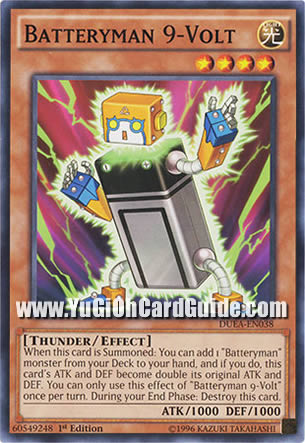 BATTERYMAN 9-VOLT
光
www.YuGiOhCardGuide.com
DUEA-EN038
[THUNDER/EFFECT]
When this card is Summoned: You can add 1 "Batteryman"
monster from your Deck to your hand, and if you do, this
card's ATK and DEF become double its original ATK and
DEF. You can only use this effect of "Batteryman 9-Volt"
once per turn. During your End Phase: Destroy this card.
ATK/1000 DEF/1000
60549248 1st Edition ©1996 KAZUKI TAKAHASHI